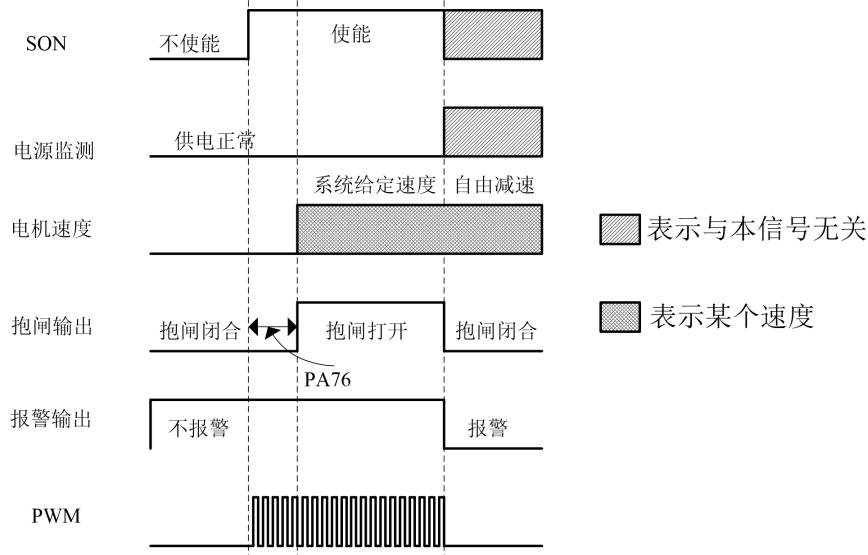 SON
不使能
使能
电源监测
供电正常
系统给定速度
自由减速
电机速度
表示与本信号无关
抱闸输出
抱闸闭合
抱闸打开
抱闸闭合
表示某个速度
PA76
报警输出
不报警
报警
PWM